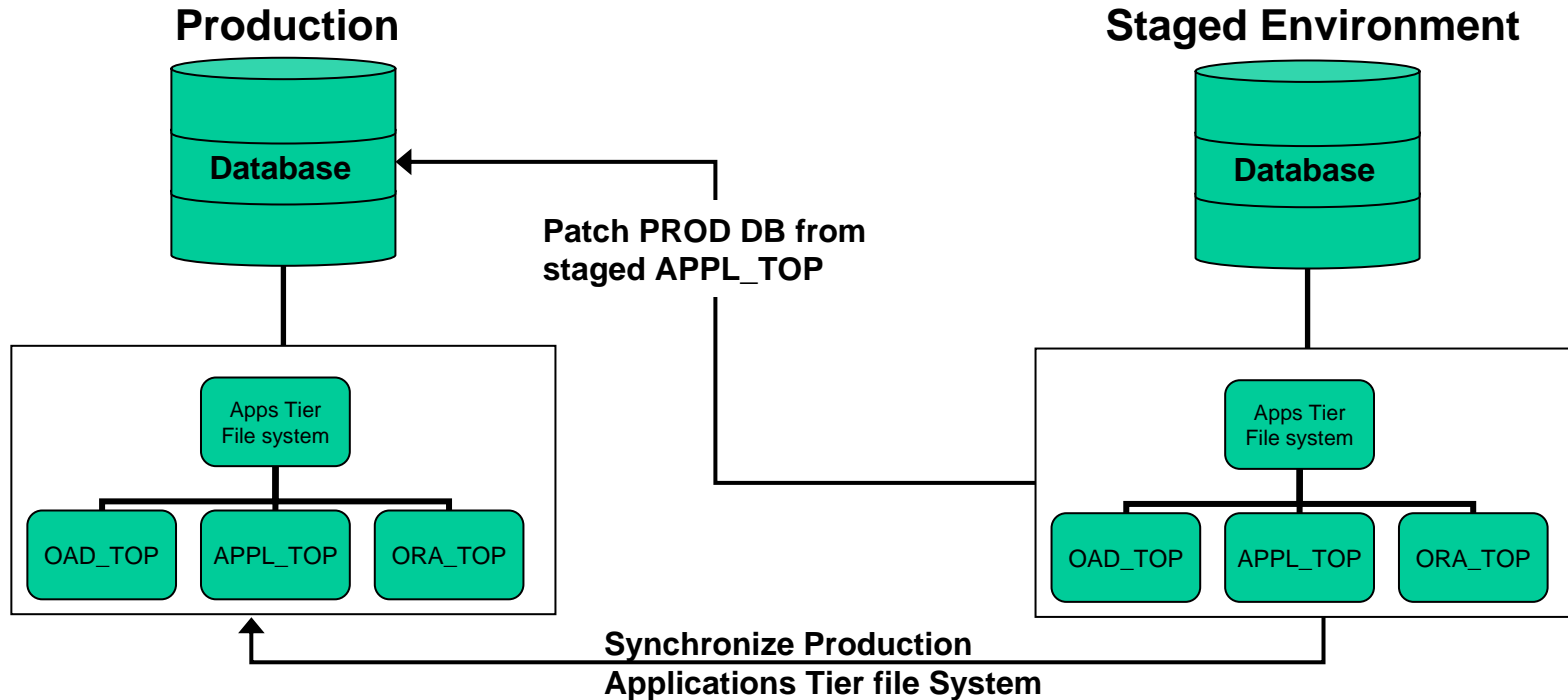 Production
Staged Environment
Database
Database
Patch PROD DB from
staged APPL_TOP
Apps Tier
File system
Apps Tier
File system
OAD_TOP
APPL_TOP
ORA_TOP
OAD_TOP
APPL_TOP
ORA_TOP
Synchronize Production
Applications Tier file System